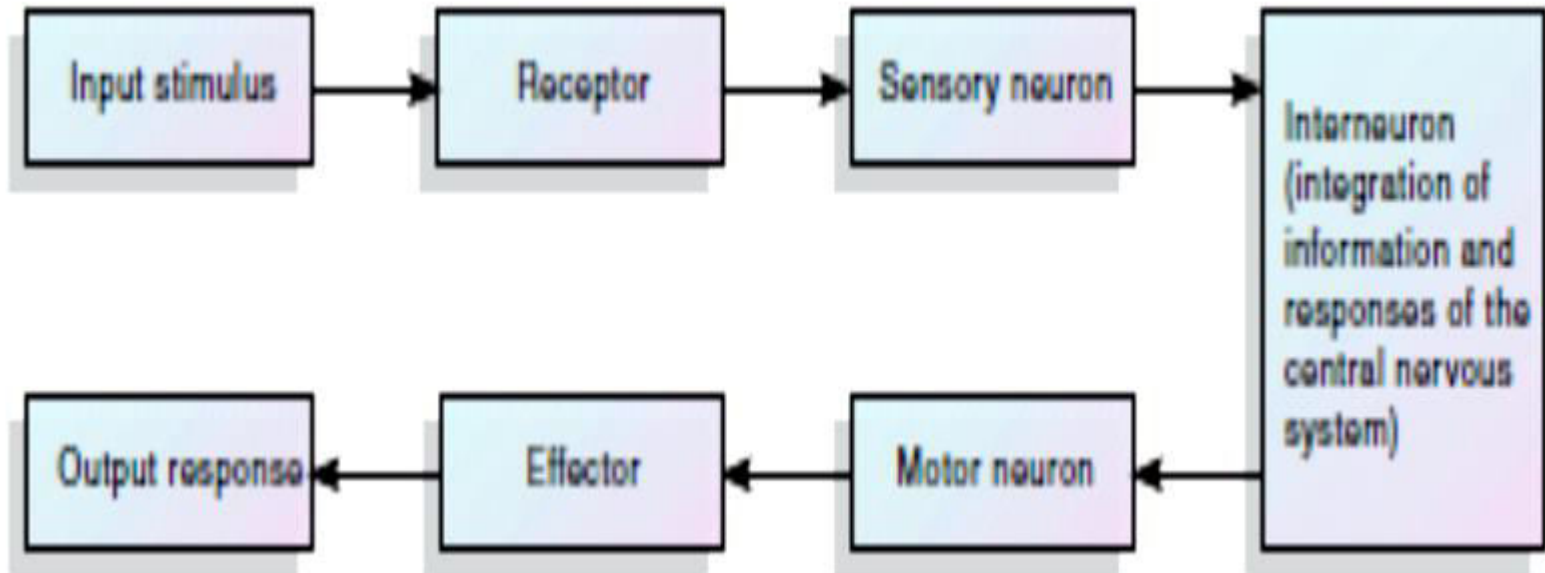 Input stimulus
Receptor
Sensory neuron
Interneuron
(integration of
information and
responses of the
central nervous
system)
Motor neuron
Effector
Output response